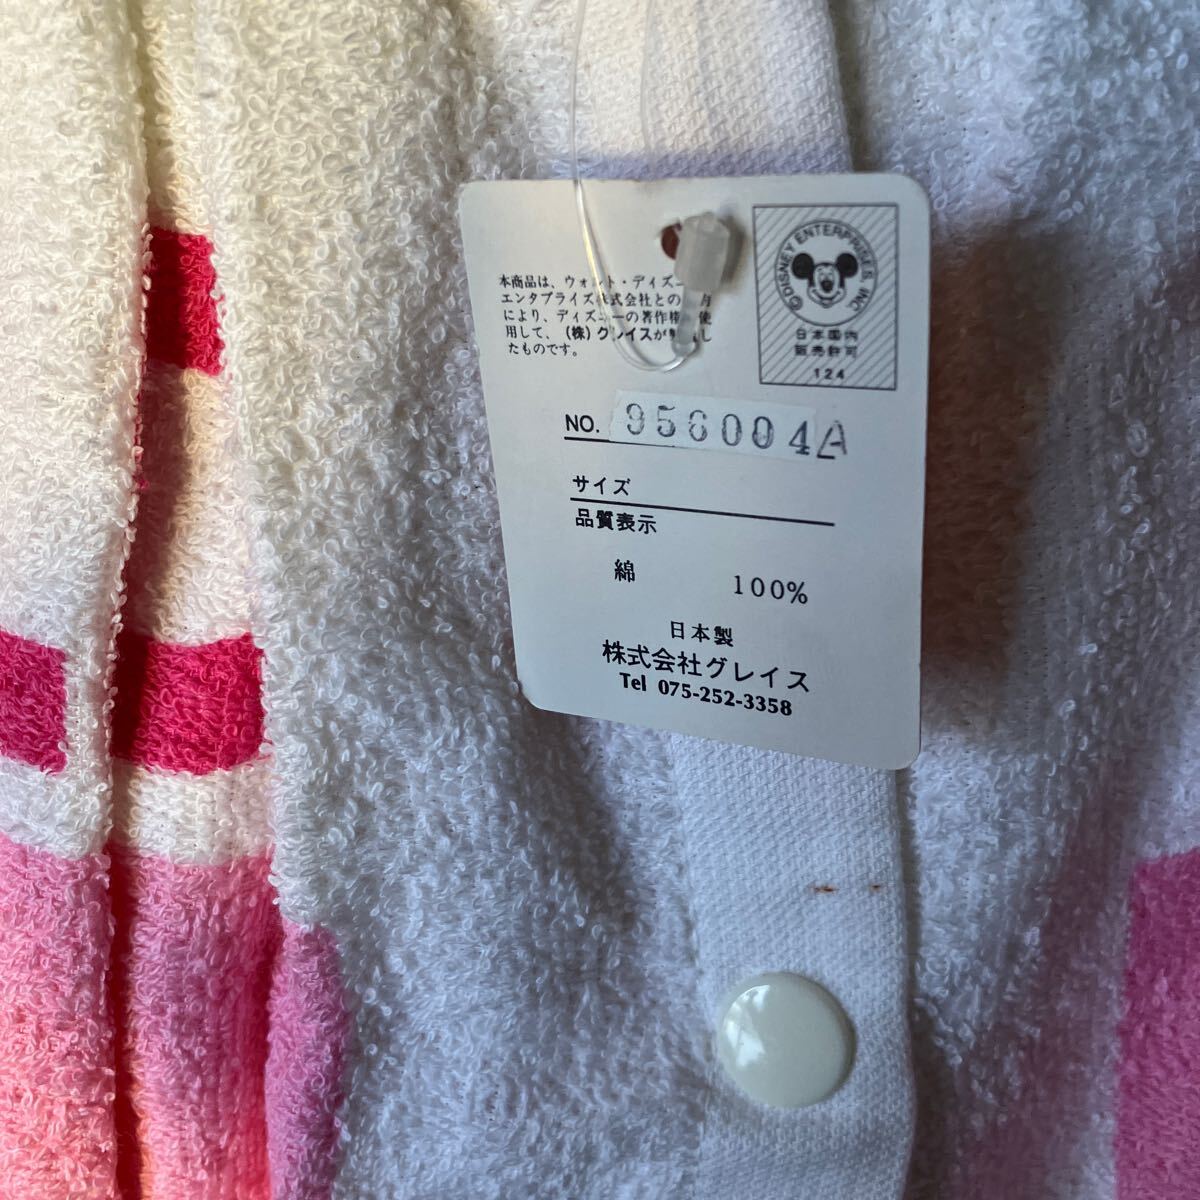 本商品は、ウォルト・ディズニー
エンタプライズ株式会社との
により、ディズニーの著作権 使
用して、(株)グレイスが し
たものです。
©DISNEY ENTERPRISES, INC
日本国内
販売許可
124
NO. 956004A
サイズ
品質表示
綿 100%
日本製
株式会社グレイス
Tel 075-252-3358